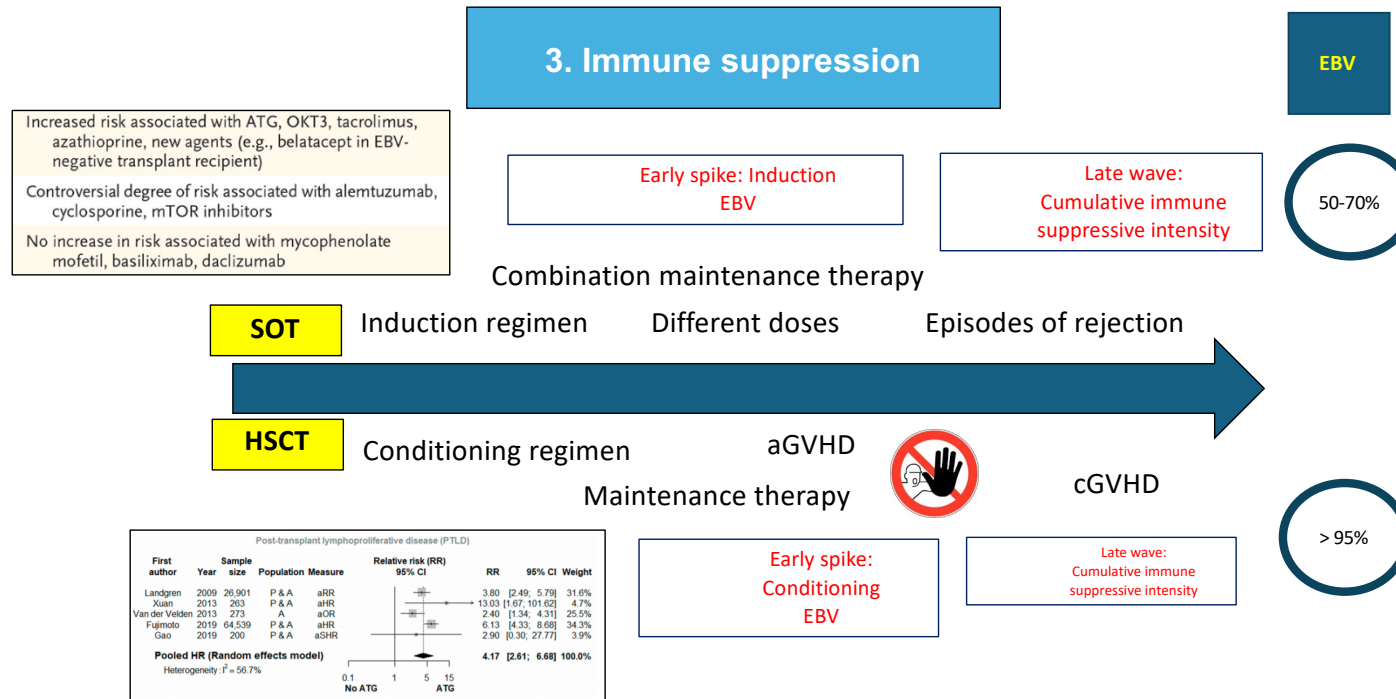 3. Immune suppression
EBV
Increased risk associated with ATG, OKT3, tacrolimus,
azathioprine, new agents (e.g., belatacept in EBV-
negative transplant recipient)
Controversial degree of risk associated with alemtuzumab,
cyclosporine, mTOR inhibitors
No increase in risk associated with mycophenolate
mofetil, basiliximab, daclizumab
Early spike: Induction
EBV
Late wave:
Cumulative immune
suppressive intensity
50-70%
Combination maintenance therapy
SOT
Induction regimen
Different doses
Episodes of rejection
HSCT
Conditioning regimen
aGVHD
Maintenance therapy
cGVHD
> 95%
Early spike:
Conditioning
EBV
Late wave:
Cumulative immune
suppressive intensity
Post-transplant lymphoproliferative disease (PTLD)
First author Year Sample size Population Measure Relative risk (RR) 95% CI RR 95% CI Weight
Landgren 2009 26,901 P & A aRR 3.80 [2.49; 5.79] 31.6%
Xuan 2013 263 P & A aHR 13.03 [1.67; 101.62] 4.7%
Van der Velden 2013 273 A aOR 2.40 [1.34; 4.31] 25.5%
Fujimoto 2019 64,539 P & A aHR 6.13 [4.33; 8.68] 34.3%
Gao 2019 200 P & A aSHR 2.90 [0.30; 27.77] 3.9%
Pooled HR (Random effects model) 4.17 [2.61; 6.68] 100.0%
Heterogeneity: I² = 56.7%
0.1 1 5 15
No ATG ATG